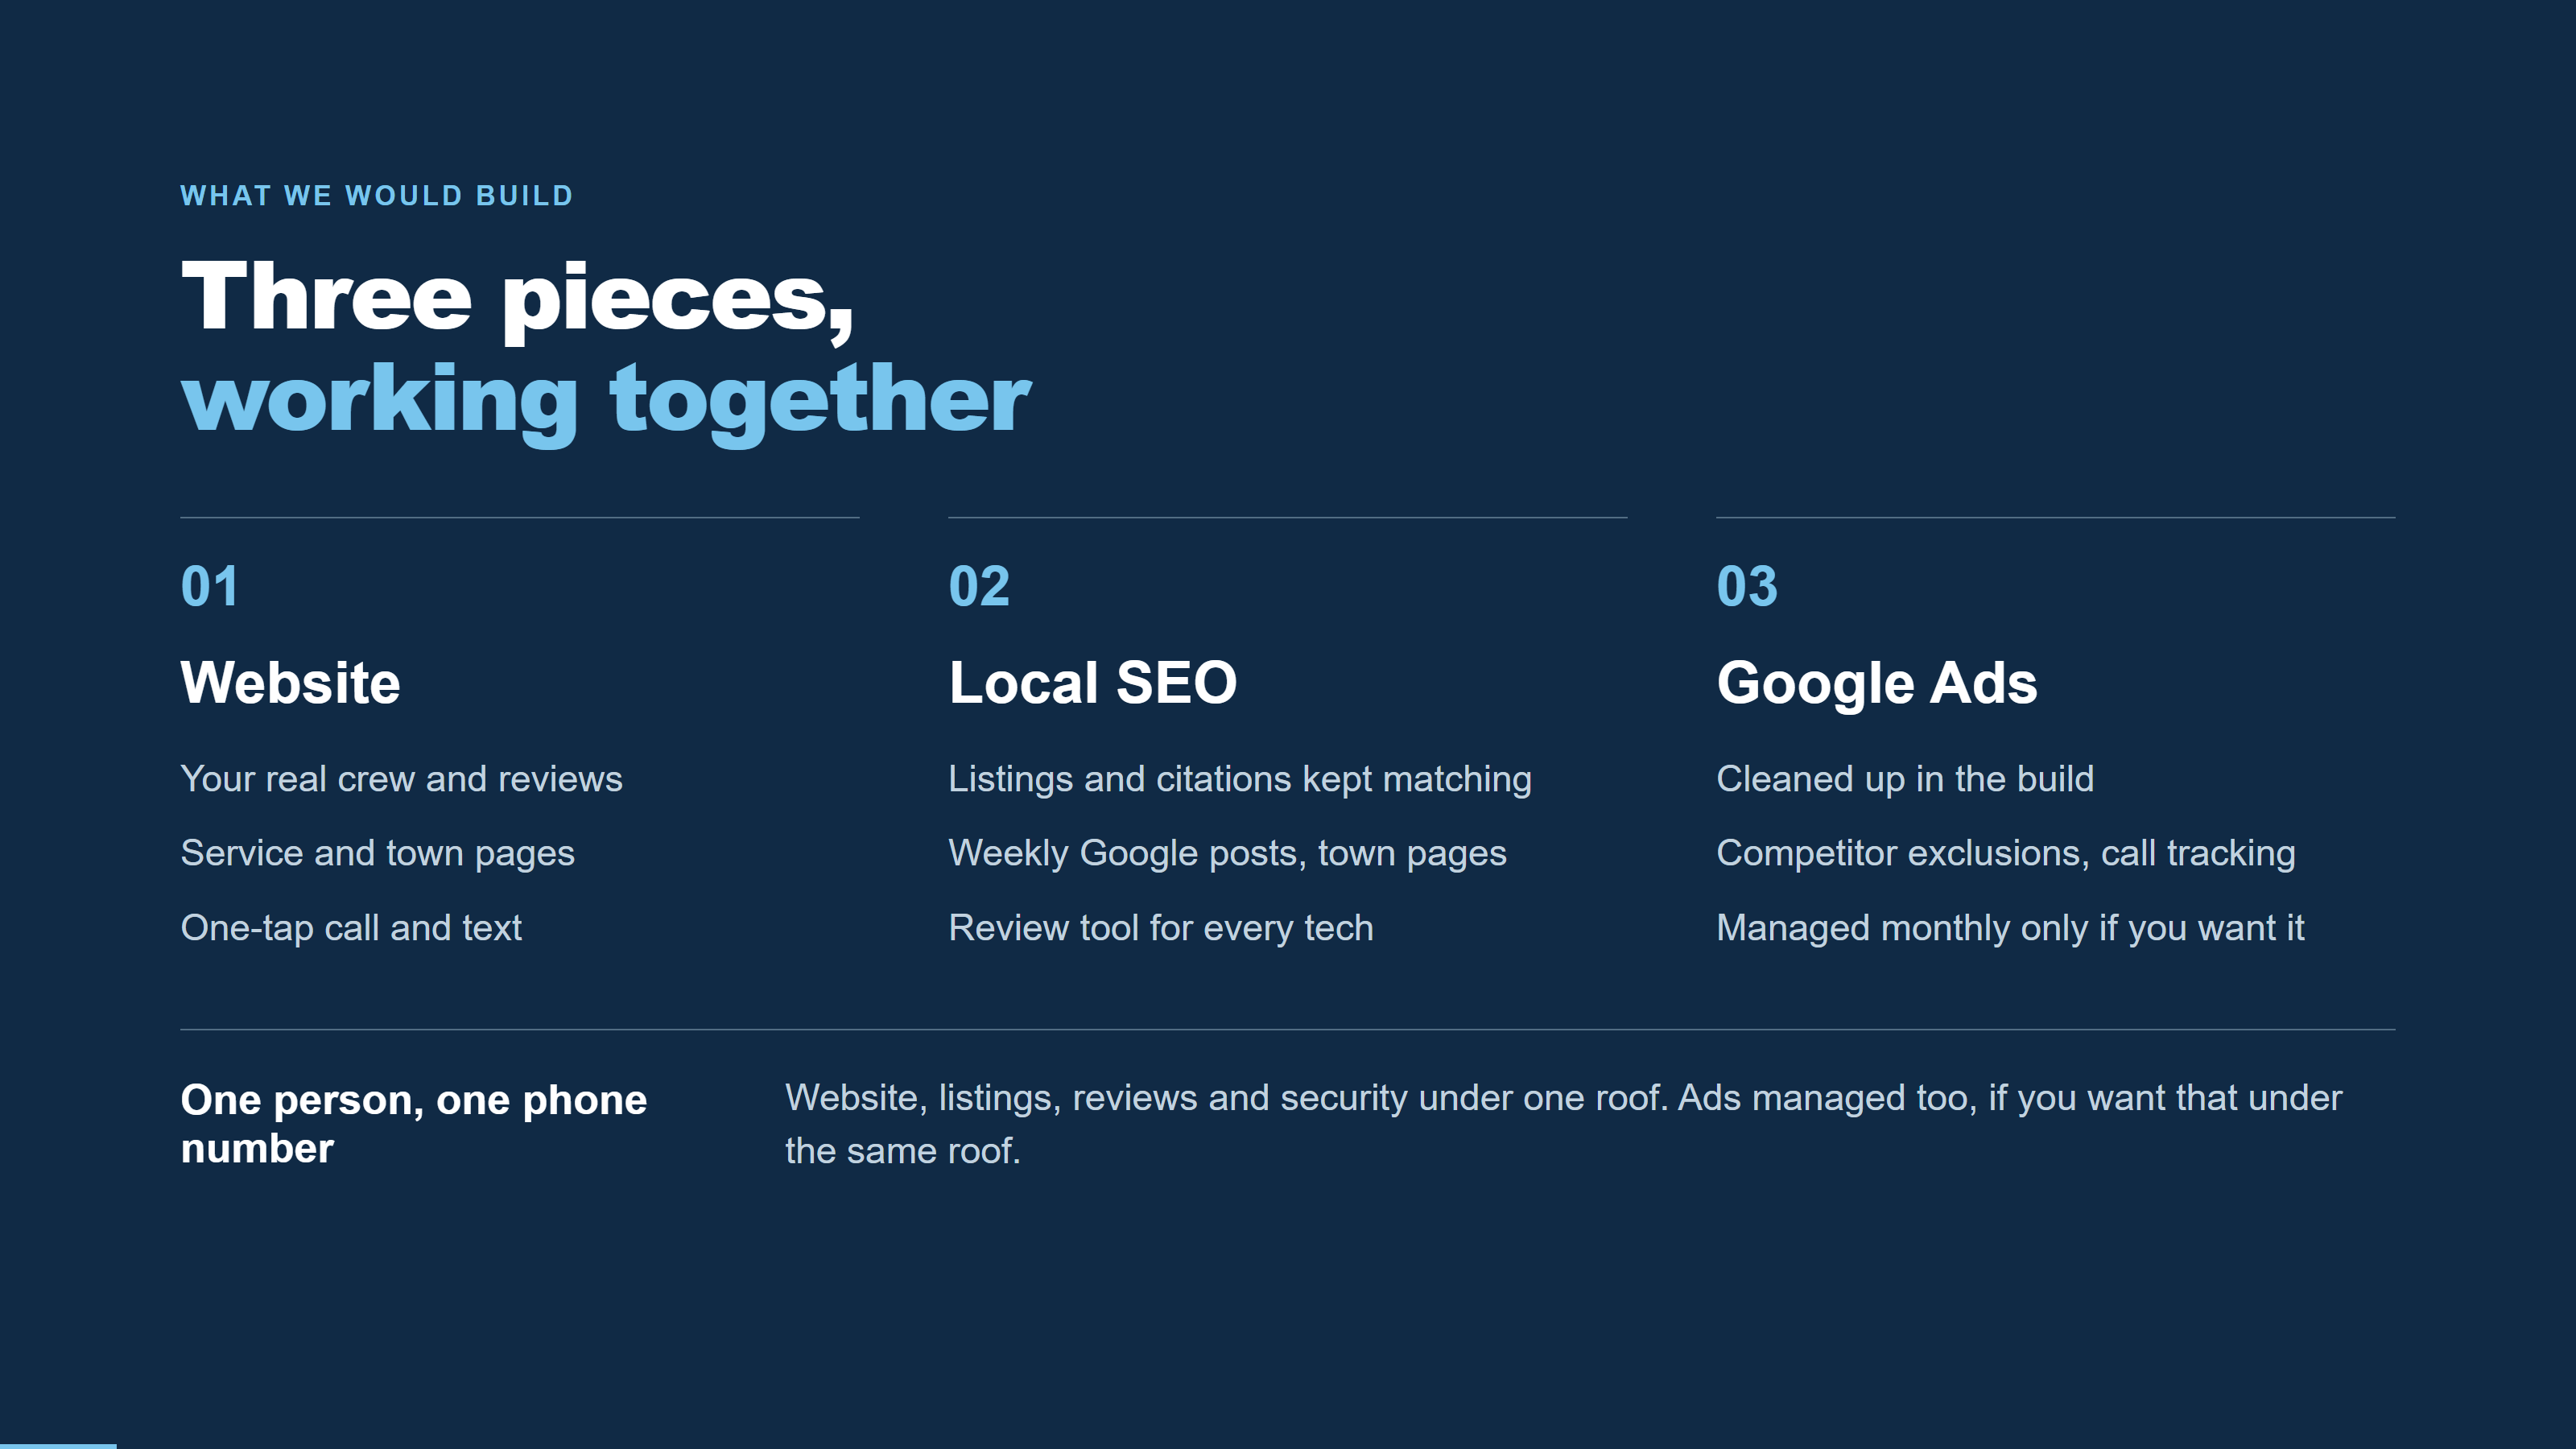 WHAT WE WOULD BUILD
Three pieces,
working together
01
Website
Your real crew and reviews
Service and town pages
One-tap call and text
02
Local SEO
Listings and citations kept matching
Weekly Google posts, town pages
Review tool for every tech
03
Google Ads
Cleaned up in the build
Competitor exclusions, call tracking
Managed monthly only if you want it
One person, one phone
number
Website, listings, reviews and security under one roof. Ads managed too, if you want that under
the same roof.